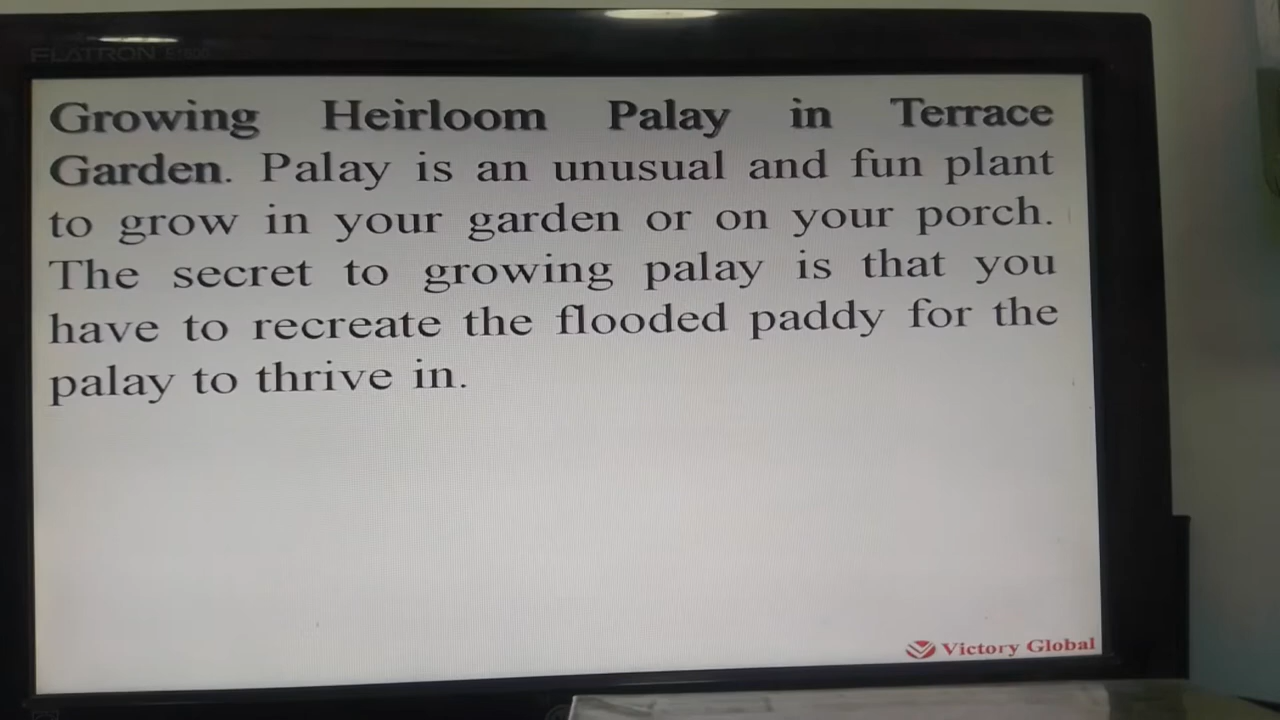 FLATRON
Growing Heirloom Palay in Terrace
Garden. Palay is an unusual and fun plant
to grow in your garden or on your porch.
The secret to growing palay is that you
have to recreate the flooded paddy for the
palay to thrive in.
Victory Global